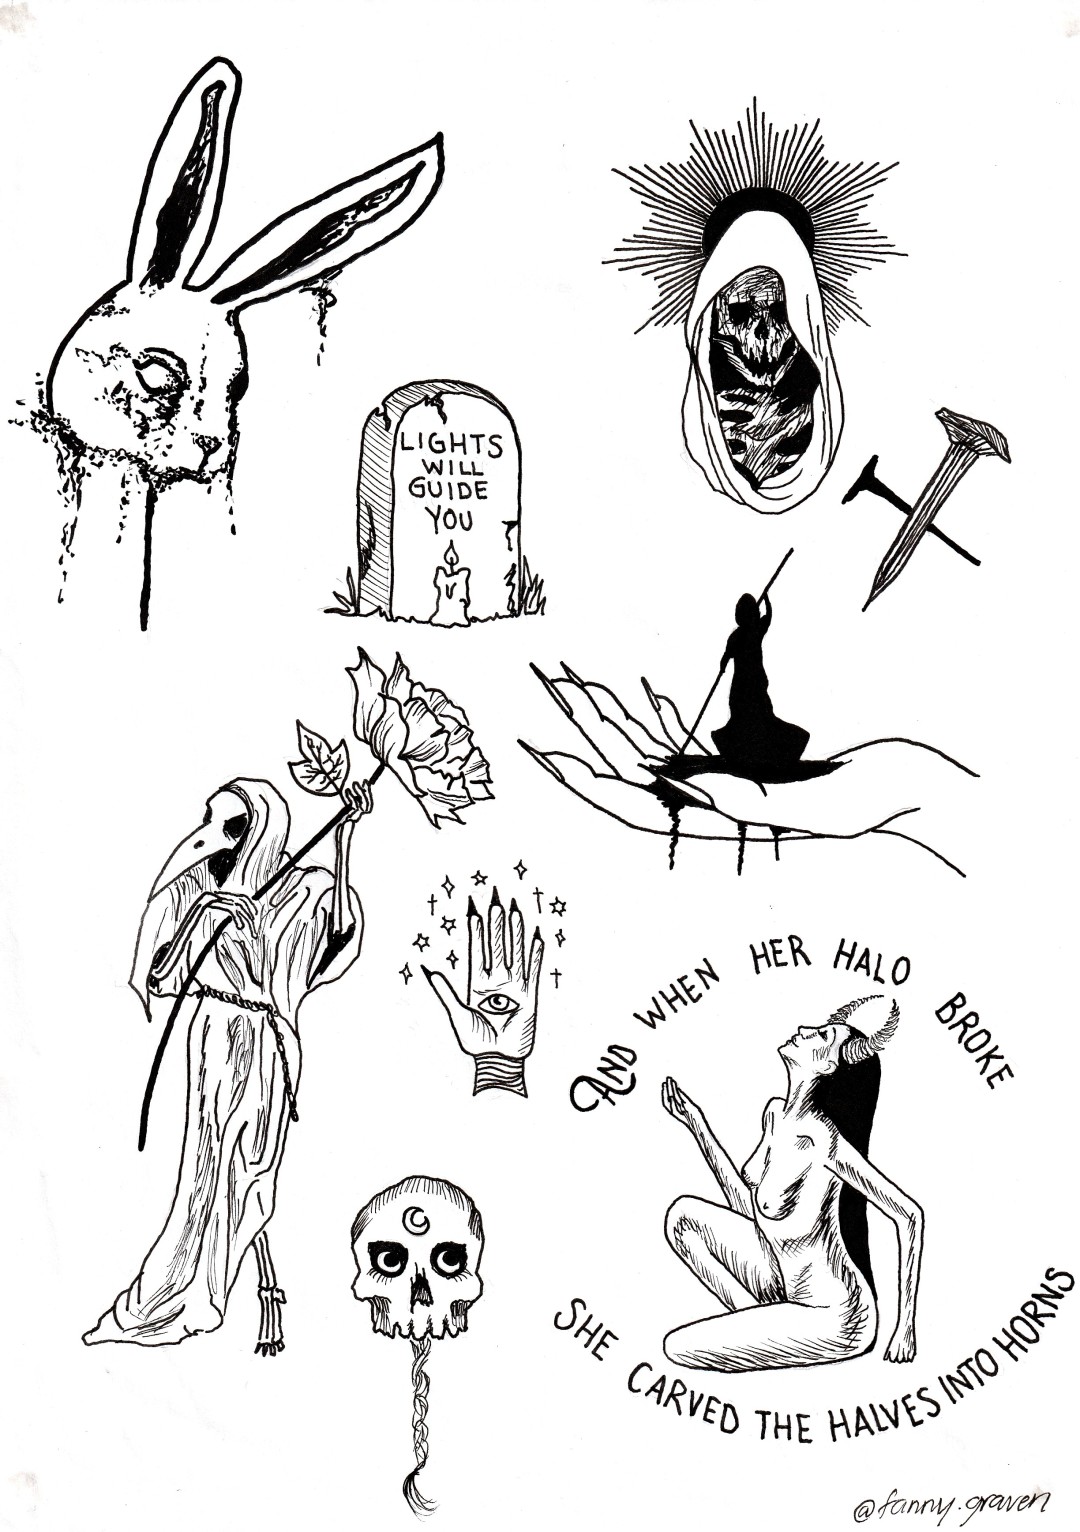 LIGHTS
WILL
GUIDE
YOU
AND WHEN HER HALO BROKE
SHE CARVED THE HALVES INTO HORNS
@fanny.graven